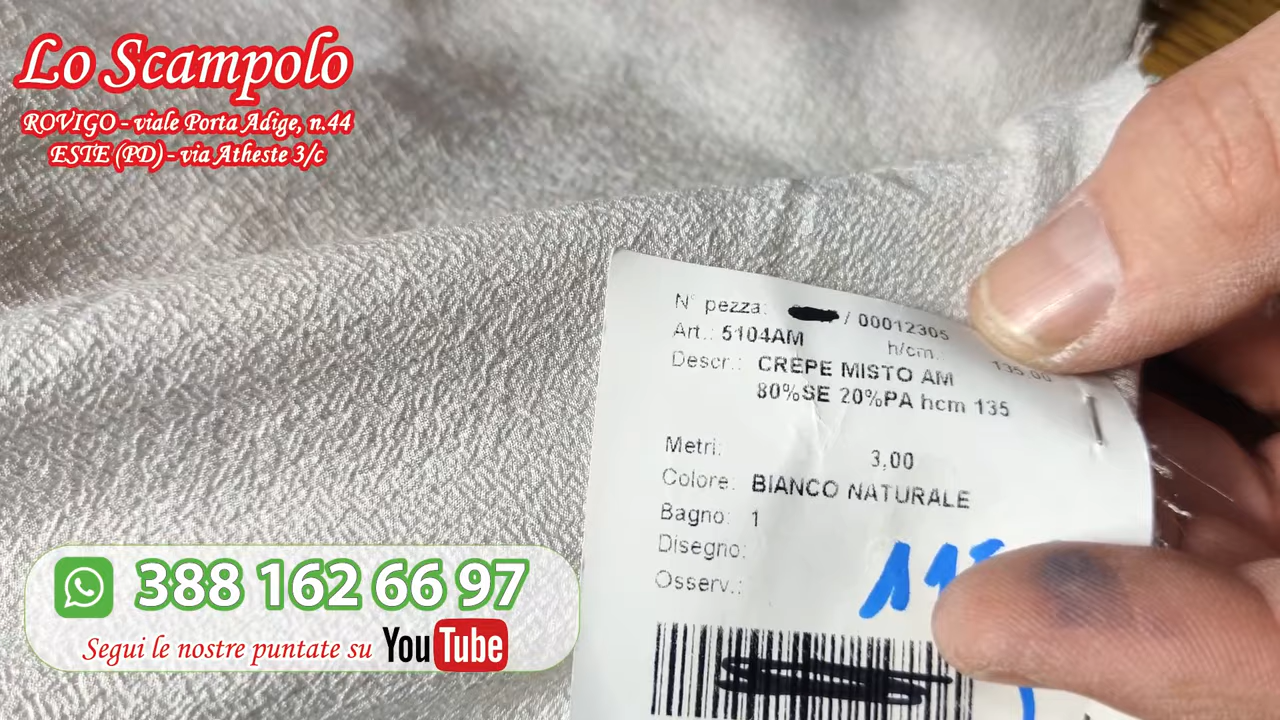 Lo Scampolo
ROVIGO - viale Porta Adige, n.44
ESTE (PD) - via Atheste 3/c
N° pezza: / 00012305
Art.: 5104AM h/cm.: 135,00
Descr.: CREPE MISTO AM
80%SE 20%PA hcm 135
Metri: 3,00
Colore: BIANCO NATURALE
Bagno: 1
Disegno:
Osserv.:
388 162 66 97
Segui le nostre puntate su YouTube